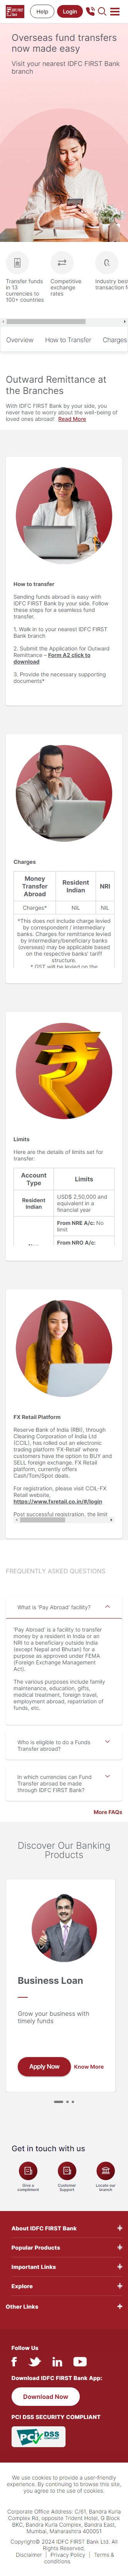 IDFC FIRST Bank
Help
Login
Overseas fund transfers
now made easy
Visit your nearest IDFC FIRST Bank
branch
Transfer funds
in 13
currencies to
100+ countries
Competitive
exchange
rates
Industry best
transaction
Overview
How to Transfer
Charges
Outward Remittance at
the Branches
With IDFC FIRST Bank by your side, you
never have to worry about the well-being of
loved ones abroad! Read More
How to transfer
Sending funds abroad is easy with
IDFC FIRST Bank by your side. Follow
these steps for a seamless fund
transfer.
1. Walk in to your nearest IDFC FIRST
Bank branch
2. Submit the Application for Outward
Remittance – Form A2 click to
download
3. Provide the necessary supporting
documents*
Charges
Money
Transfer
Abroad
Resident
Indian
NRI
Charges*
NIL
NIL
*This does not include charge levied
by correspondent / intermediary
banks. Charges for remittance levied
by intermediary/beneficiary banks
(overseas) may be applicable based
on the respective banks' tariff
structure.
* GST will be levied on the
Limits
Here are the details of limits set for
transfer:
Account
Type
Limits
Resident
Indian
USD$ 2,50,000 and
equivalent in a
financial year
From NRE A/c: No
limit
From NRO A/c:
FX Retail Platform
Reserve Bank of India (RBI), through
Clearing Corporation of India Ltd
(CCIL), has rolled out an electronic
trading platform 'FX Retail' where
customers have the option to BUY and
SELL foreign exchange. FX Retail
platform, currently offers
Cash/Tom/Spot deals.
For registration, please visit CCIL-FX
Retail website,
https://www.fxretail.co.in/#/login
Post successful registration, the limit
FREQUENTLY ASKED QUESTIONS
What is 'Pay Abroad' facility?
'Pay Abroad' is a facility to transfer
money by a resident in India or an
NRI to a beneficiary outside India
(except Nepal and Bhutan) for a
purpose as approved under FEMA
(Foreign Exchange Management
Act).
The various purposes include family
maintenance, education, gifts,
medical treatment, foreign travel,
employment abroad, repatriation of
funds, etc.
Who is eligible to do a Funds
Transfer abroad?
In which currencies can Fund
Transfer abroad be made
through IDFC FIRST Bank?
More FAQs
Discover Our Banking
Products
Business Loan
Grow your business with
timely funds
Apply Now
Know More
Get in touch with us
Give a
compliment
Customer
Support
Locate our
branch
About IDFC FIRST Bank
Popular Products
Important Links
Explore
Other Links
Follow Us
Download IDFC FIRST Bank App:
Download Now
PCI DSS SECURITY COMPLIANT
PCI DSS
We use cookies to provide a user-friendly
experience. By continuing to browse this site,
you agree to the use of cookies.
Corporate Office Address: C/61, Bandra Kurla
Complex Rd, opposite Trident Hotel, G Block
BKC, Bandra Kurla Complex, Bandra East,
Mumbai, Maharashtra 400051
Copyright© 2024 IDFC FIRST Bank Ltd. All
Rights Reserved.
Disclaimer | Privacy Policy | Terms &
conditions